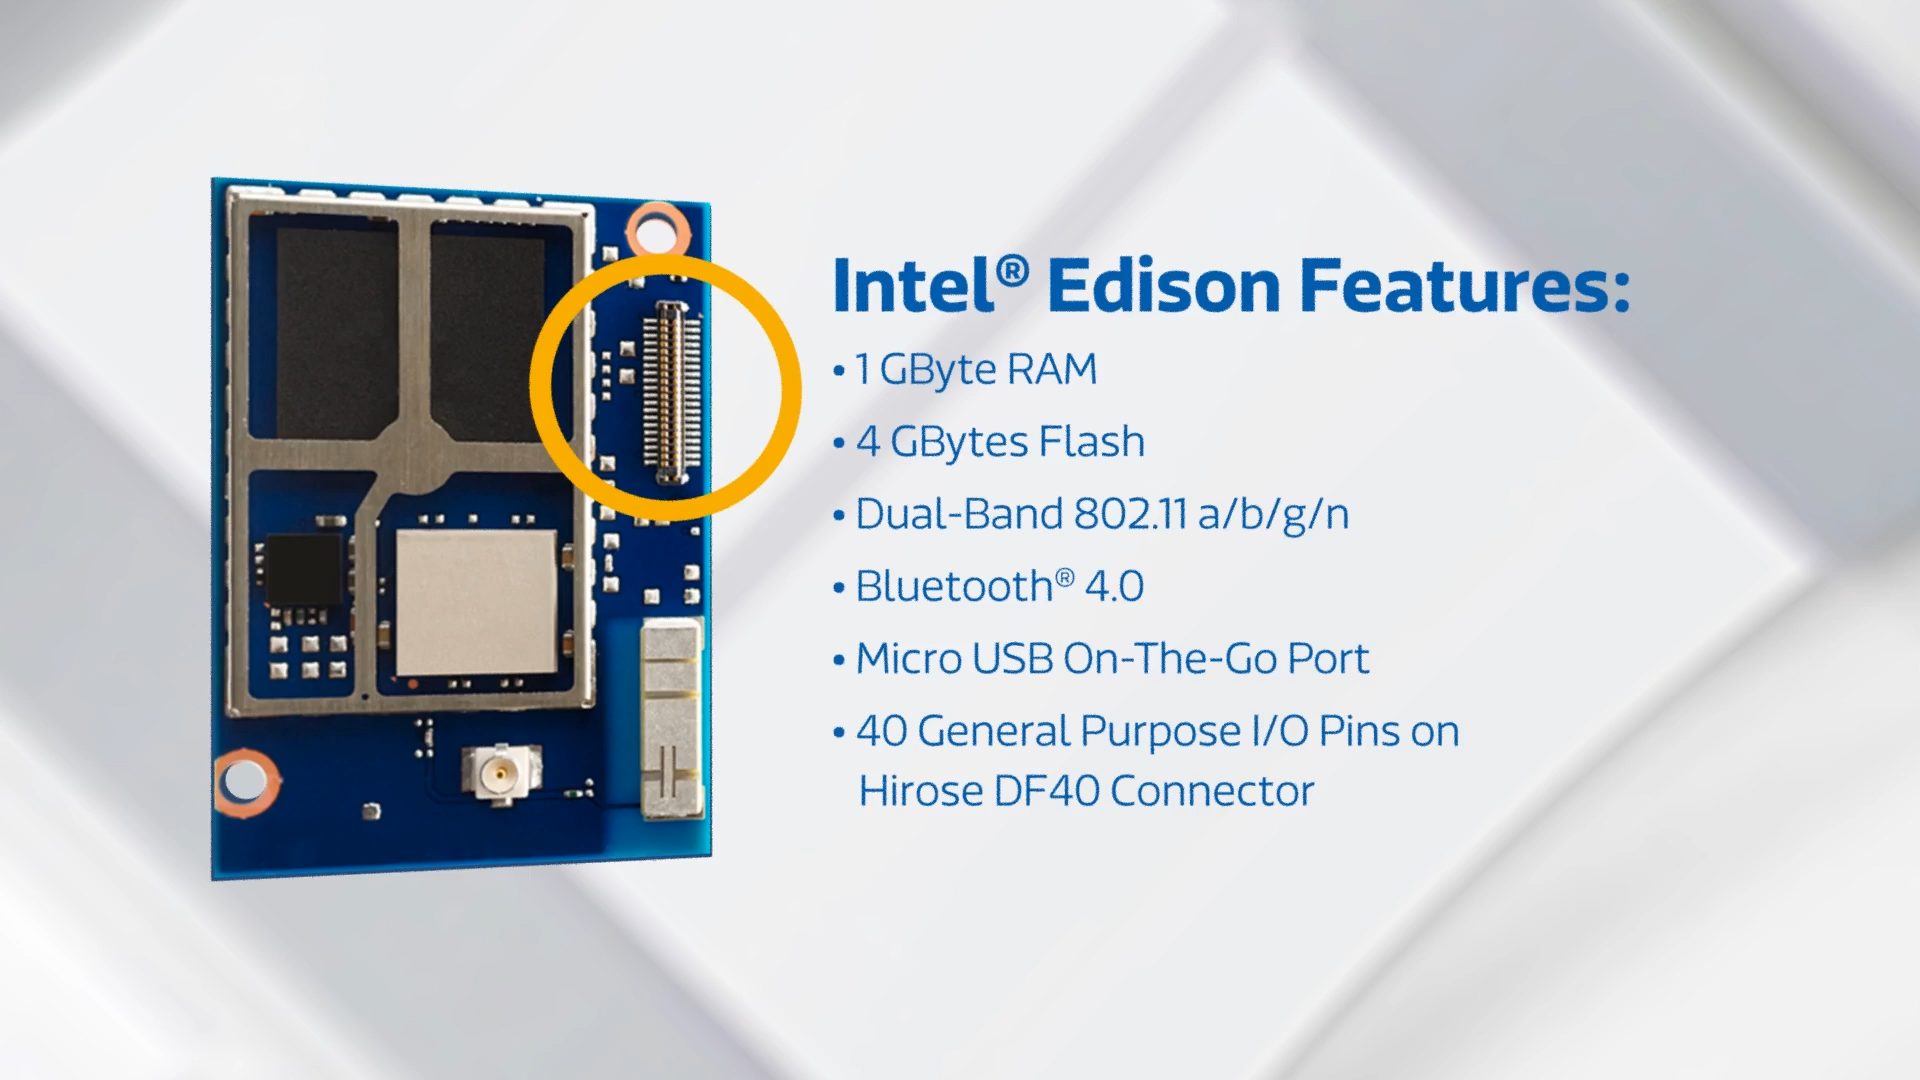 Intel® Edison Features:
• 1 GByte RAM
• 4 GBytes Flash
• Dual-Band 802.11 a/b/g/n
• Bluetooth® 4.0
• Micro USB On-The-Go Port
• 40 General Purpose I/O Pins on
Hirose DF40 Connector